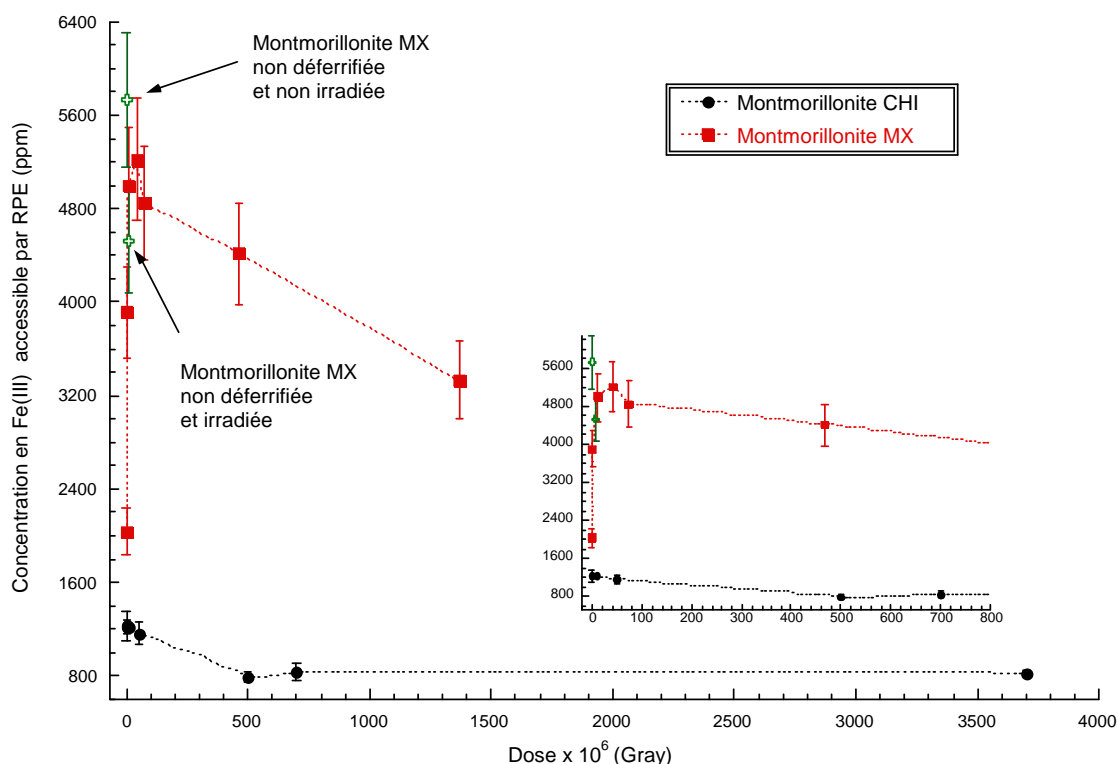 6400
5600
4800
4000
3200
2400
1600
800
Concentration en Fe(III) accessible par RPE (ppm)
Montmorillonite MX
non déferrifiée
et non irradiée
Montmorillonite MX
non déferrifiée
et irradiée
Montmorillonite CHI
Montmorillonite MX
5600
4800
4000
3200
2400
1600
800
0 100 200 300 400 500 600 700 800
0 500 1000 1500 2000 2500 3000 3500 4000
Dose x 10⁶ (Gray)